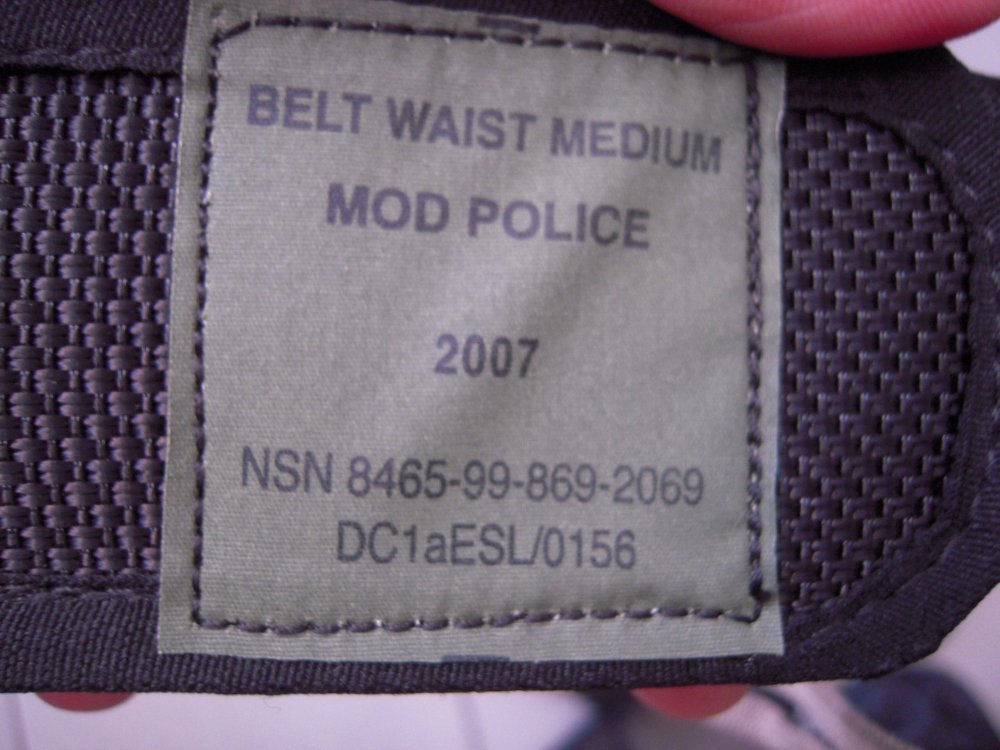 BELT WAIST MEDIUM
MOD POLICE
2007
NSN 8465-99-869-2069
DC1aESL/0156